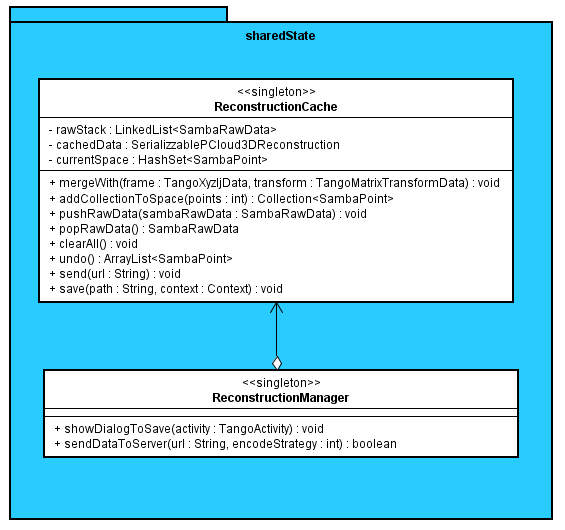 sharedState
<<singleton>>
ReconstructionCache
- rawStack : LinkedList<SambaRawData>
- cachedData : SerializzablePCloud3DReconstruction
- currentSpace : HashSet<SambaPoint>
+ mergeWith(frame : TangoXyzIjData, transform : TangoMatrixTransformData) : void
+ addCollectionToSpace(points : int) : Collection<SambaPoint>
+ pushRawData(sambaRawData : SambaRawData) : void
+ popRawData() : SambaRawData
+ clearAll() : void
+ undo() : ArrayList<SambaPoint>
+ send(url : String) : void
+ save(path : String, context : Context) : void
<<singleton>>
ReconstructionManager
+ showDialogToSave(activity : TangoActivity) : void
+ sendDataToServer(url : String, encodeStrategy : int) : boolean